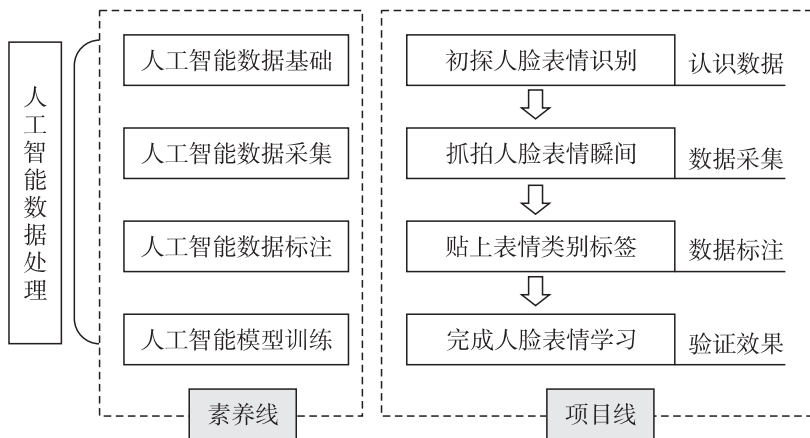 人工智能数据处理
人工智能数据基础
人工智能数据采集
人工智能数据标注
人工智能模型训练
素养线
初探人脸表情识别
认识数据
抓拍人脸表情瞬间
数据采集
贴上表情类别标签
数据标注
完成人脸表情学习
验证效果
项目线